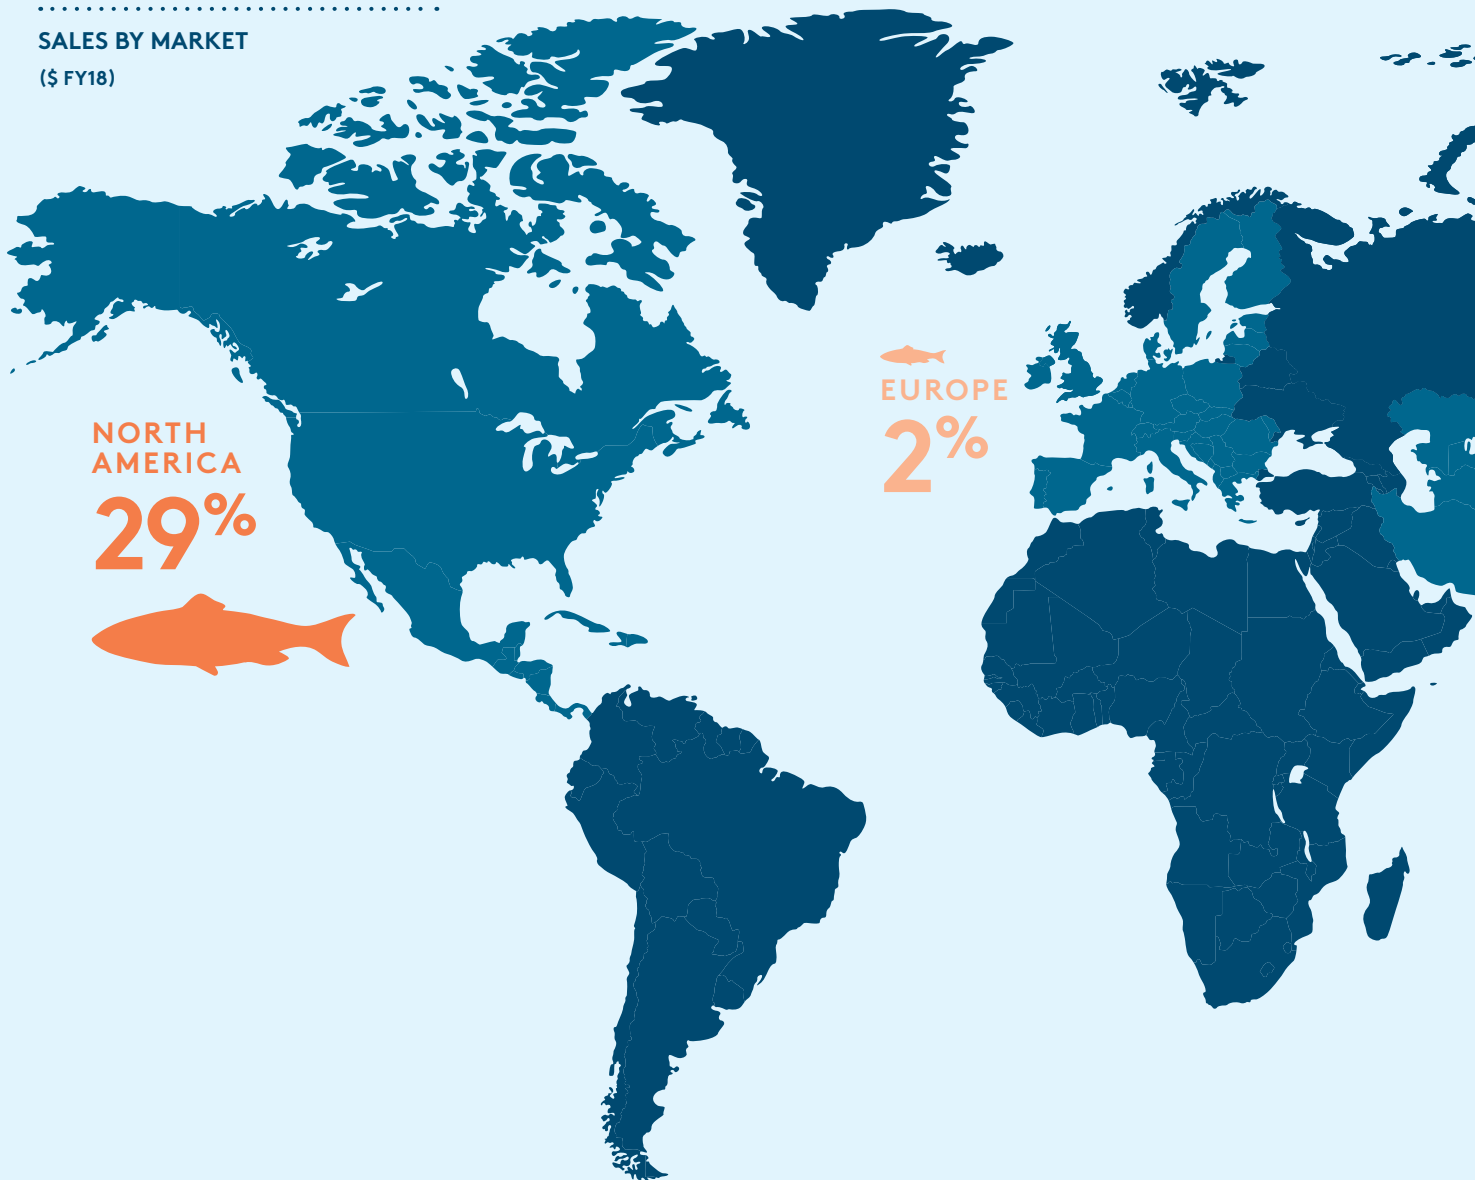 SALES BY MARKET
($ FY18)
EUROPE
2%
NORTH
AMERICA
29%